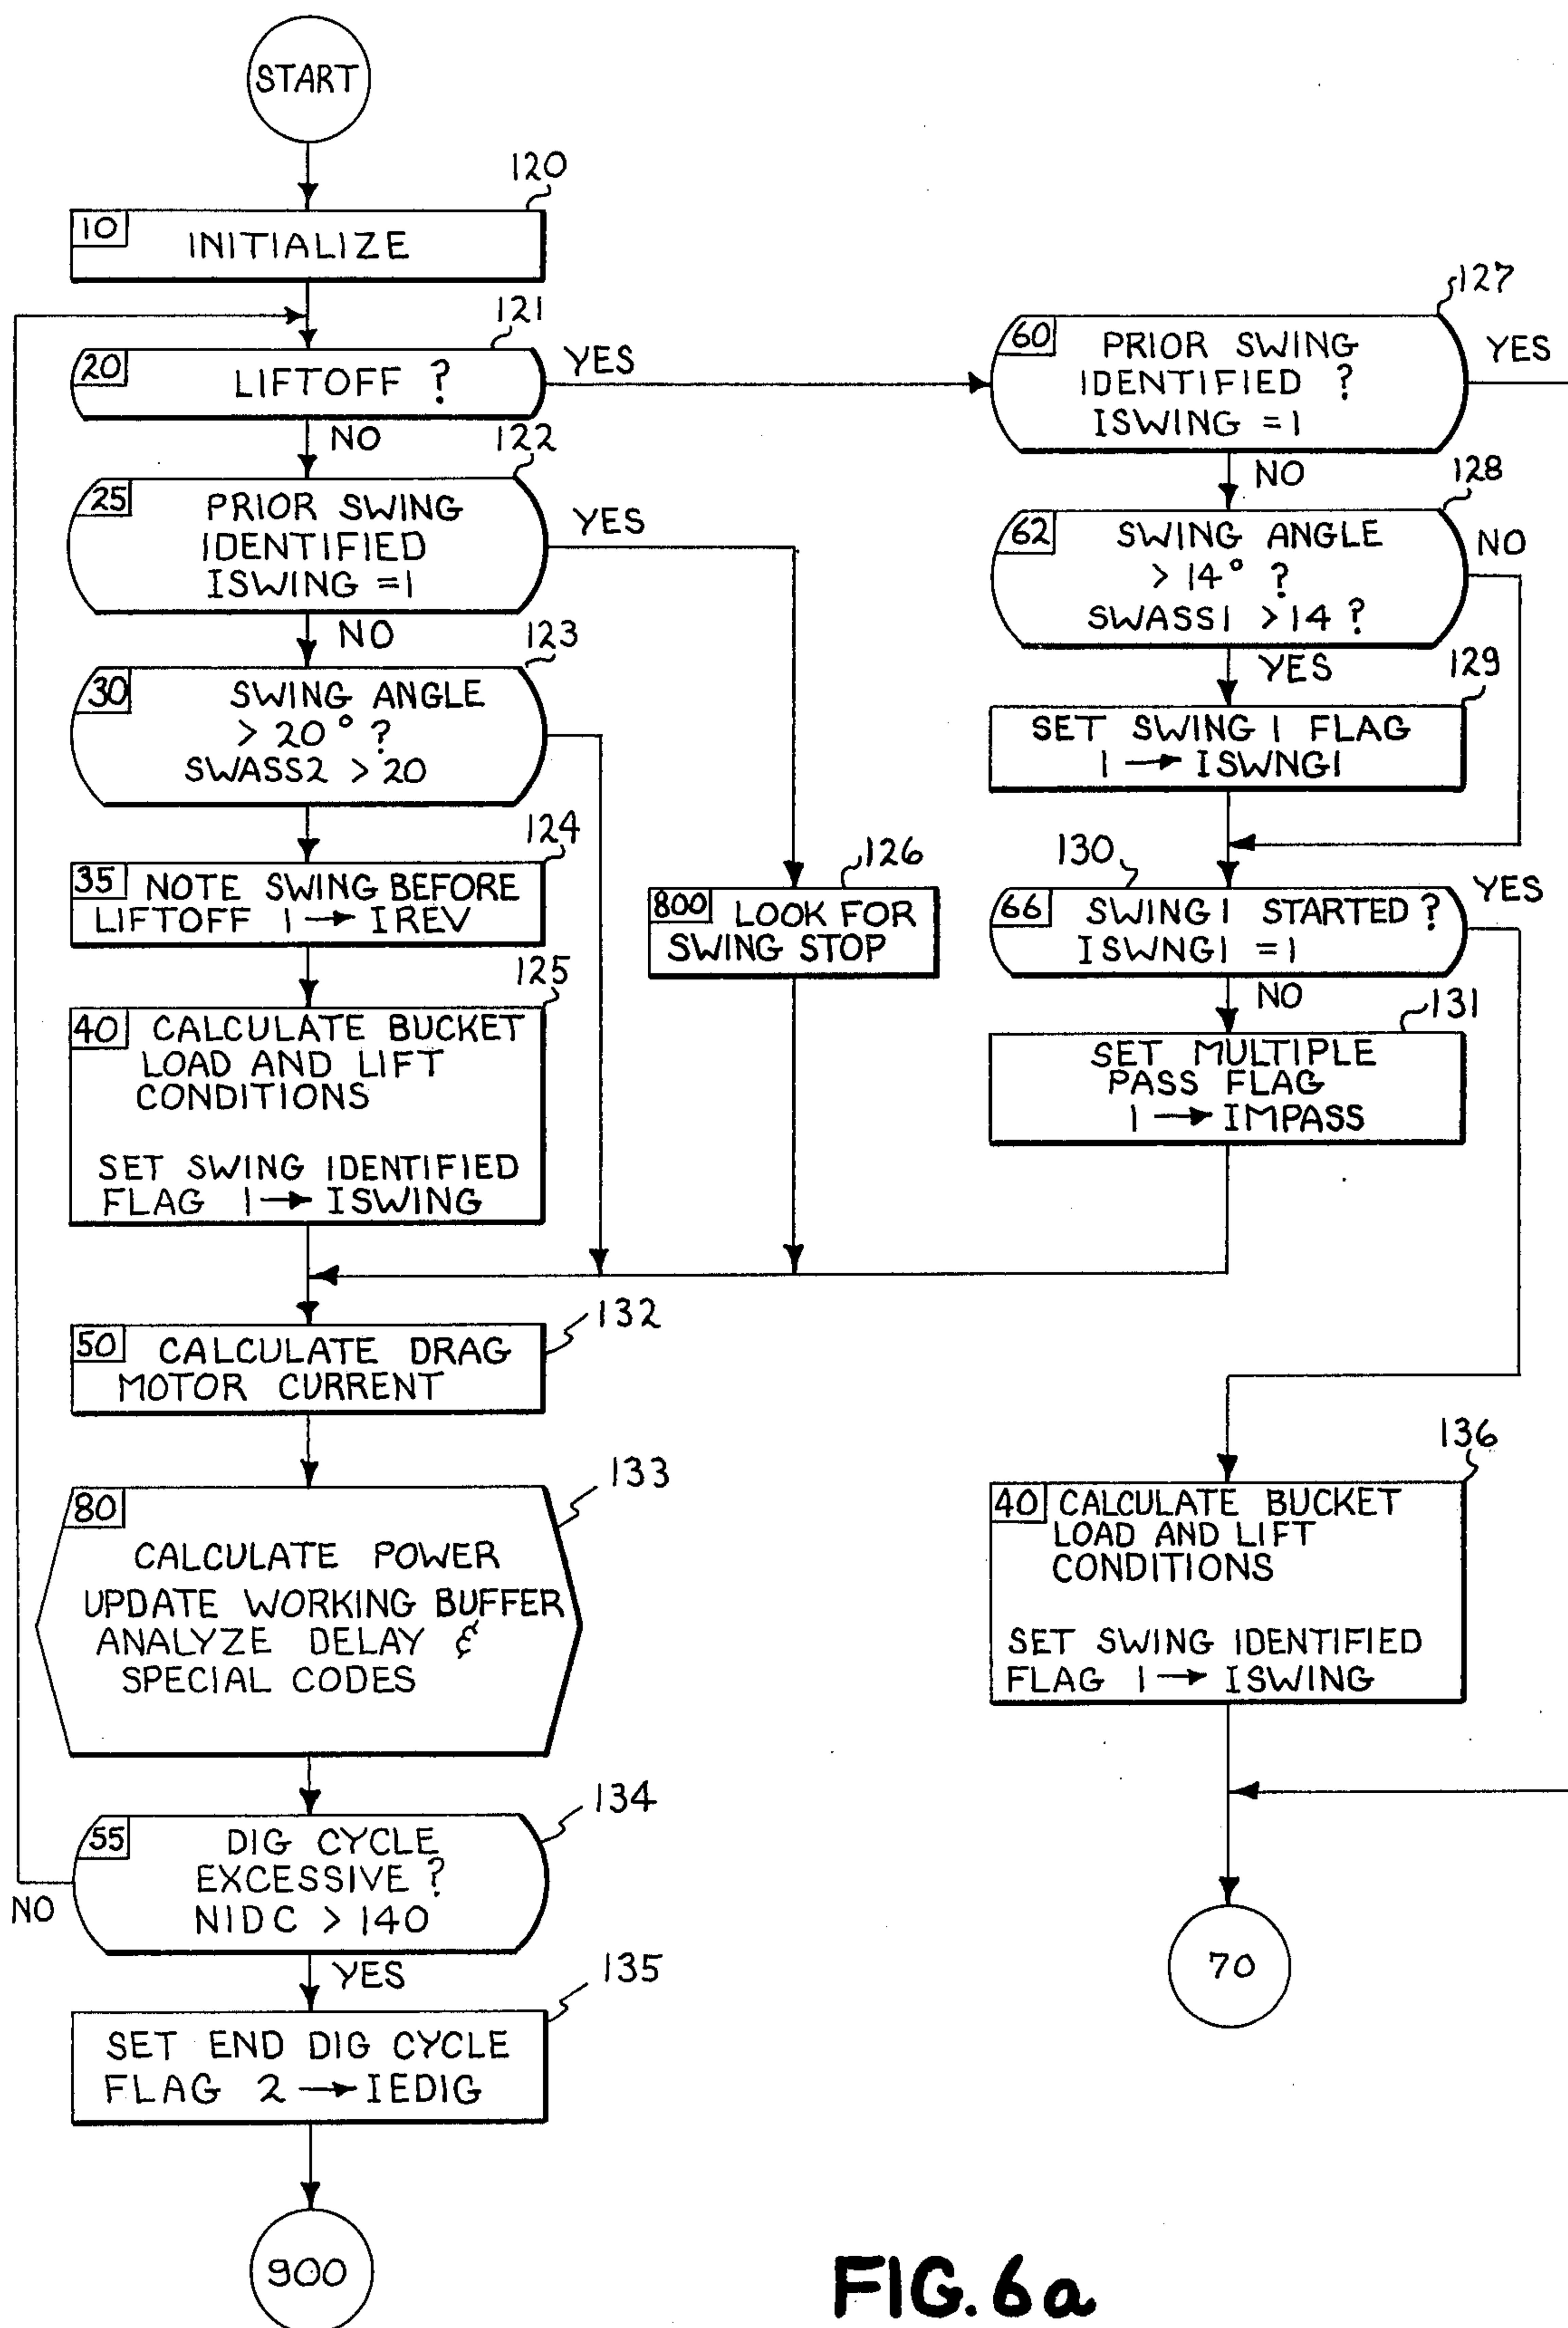 START
120
10
INITIALIZE
121
20
LIFTOFF ?
YES
NO
122
25
PRIOR SWING
IDENTIFIED
ISWING =1
YES
NO
123
30
SWING ANGLE
> 20° ?
SWASS2 > 20
124
35 NOTE SWING BEFORE
LIFTOFF 1 → IREV
125
40 CALCULATE BUCKET
LOAD AND LIFT
CONDITIONS
SET SWING IDENTIFIED
FLAG 1 → ISWING
126
800 LOOK FOR
SWING STOP
127
60
PRIOR SWING
IDENTIFIED ?
ISWING =1
YES
NO
128
62
SWING ANGLE
> 14° ?
SWASS1 > 14 ?
NO
YES
129
SET SWING 1 FLAG
1 → ISWNG1
130
66 SWING 1 STARTED ?
ISWNG1 =1
YES
NO
131
SET MULTIPLE
PASS FLAG
1 → IMPASS
132
50 CALCULATE DRAG
MOTOR CURRENT
133
80
CALCULATE POWER
UPDATE WORKING BUFFER
ANALYZE DELAY &
SPECIAL CODES
134
55
DIG CYCLE
EXCESSIVE ?
NIDC > 140
NO
YES
135
SET END DIG CYCLE
FLAG 2 → IEDIG
900
136
40 CALCULATE BUCKET
LOAD AND LIFT
CONDITIONS
SET SWING IDENTIFIED
FLAG 1 → ISWING
70
FIG. 6a